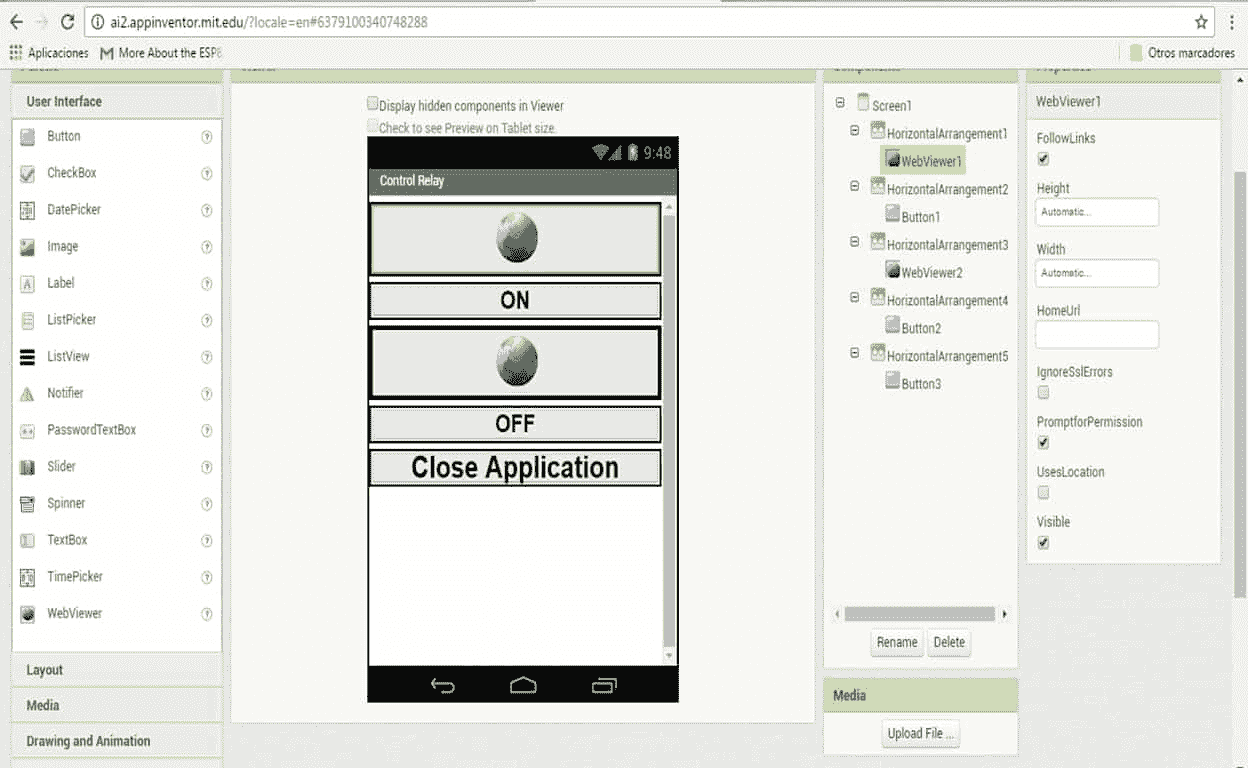 ai2.appinventor.mit.edu/?locale=en#6379100340748288
Aplicaciones
More About the ESP8
Otros marcadores
User Interface
Button
CheckBox
DatePicker
Image
Label
ListPicker
ListView
Notifier
PasswordTextBox
Slider
Spinner
TextBox
TimePicker
WebViewer
Layout
Media
Drawing and Animation
Display hidden components in Viewer
Check to see Preview on Tablet size.
9:48
Control Relay
ON
OFF
Close Application
Screen1
HorizontalArrangement1
WebViewer1
HorizontalArrangement2
Button1
HorizontalArrangement3
WebViewer2
HorizontalArrangement4
Button2
HorizontalArrangement5
Button3
Rename Delete
Media
Upload File ...
WebViewer1
FollowLinks
Height
Automatic...
Width
Automatic...
HomeUrl
IgnoreSslErrors
PromptforPermission
UsesLocation
Visible